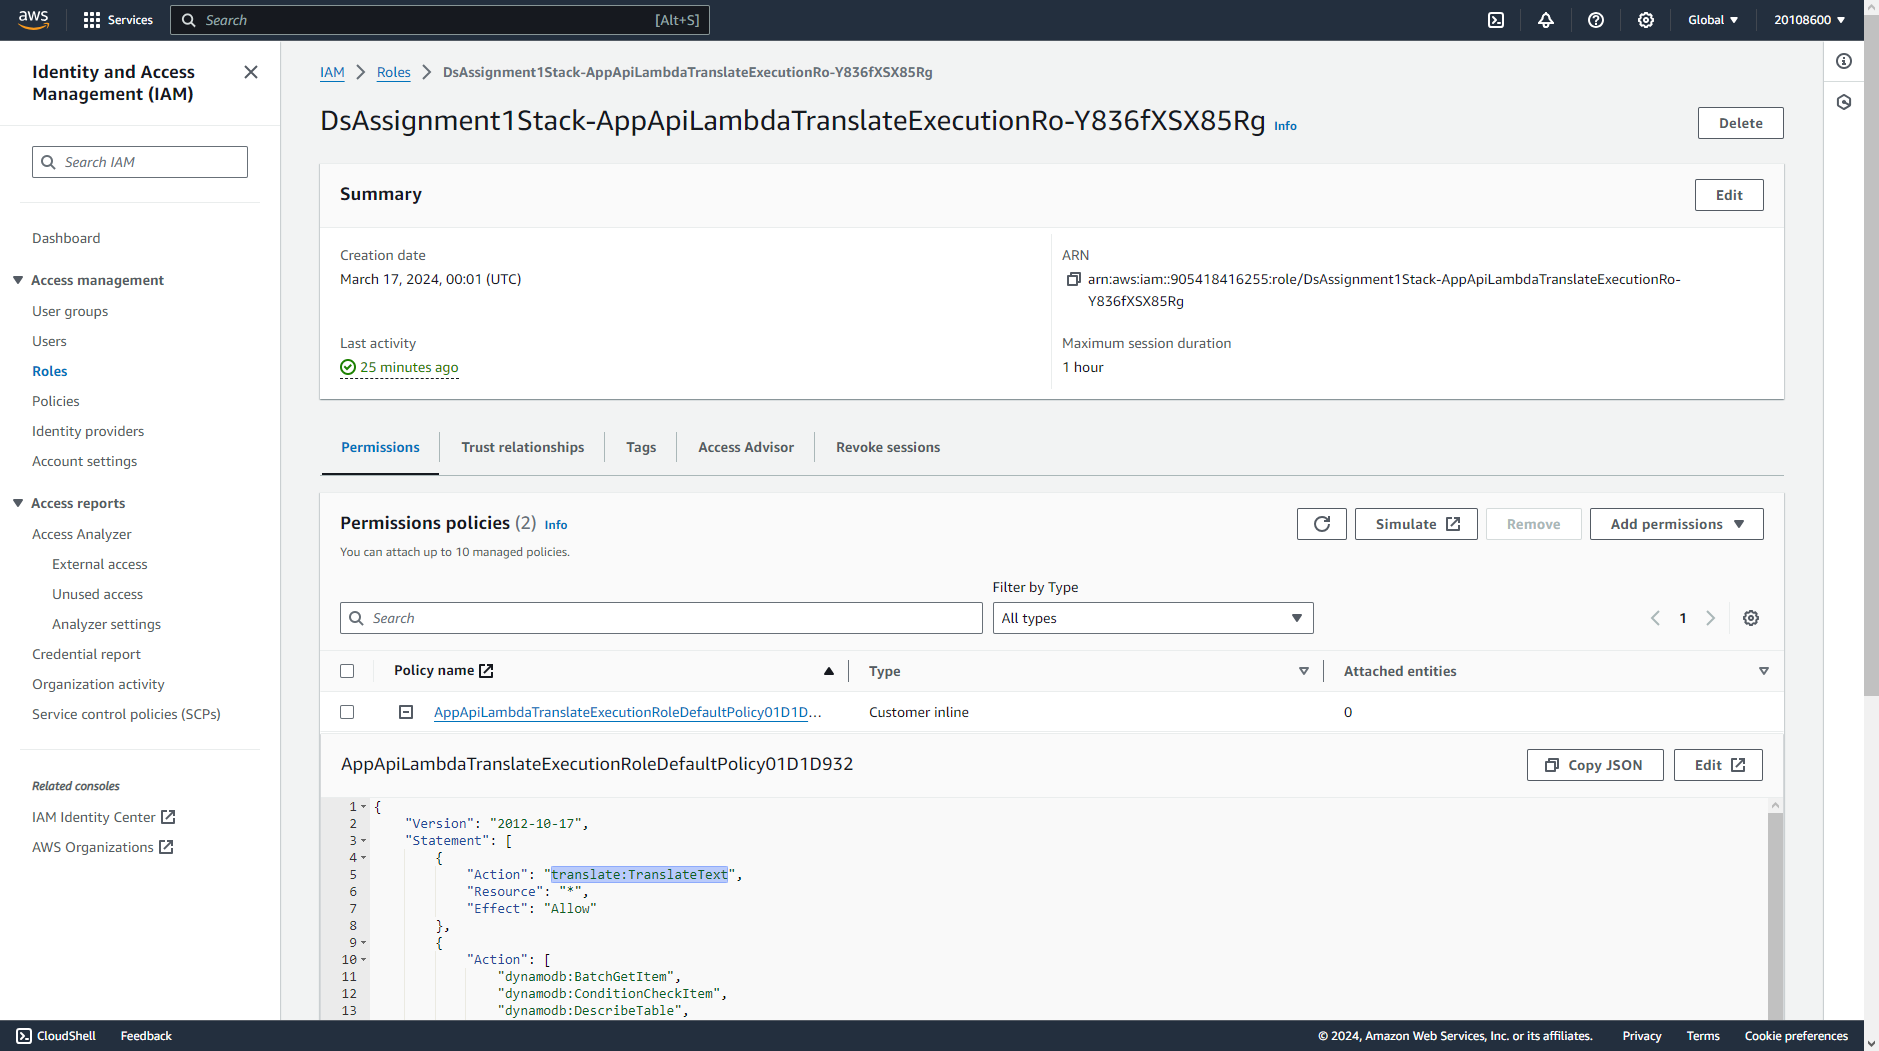 aws
Services
Search
[Alt+S]
Global
20108600
Identity and Access
Management (IAM)
Search IAM
Dashboard
Access management
User groups
Users
Roles
Policies
Identity providers
Account settings
Access reports
Access Analyzer
External access
Unused access
Analyzer settings
Credential report
Organization activity
Service control policies (SCPs)
Related consoles
IAM Identity Center
AWS Organizations
IAM
Roles
DsAssignment1Stack-AppApiLambdaTranslateExecutionRo-Y836fXSX85Rg
DsAssignment1Stack-AppApiLambdaTranslateExecutionRo-Y836fXSX85Rg Info
Delete
Summary
Edit
Creation date
March 17, 2024, 00:01 (UTC)
ARN
arn:aws:iam::905418416255:role/DsAssignment1Stack-AppApiLambdaTranslateExecutionRo-
Y836fXSX85Rg
Last activity
25 minutes ago
Maximum session duration
1 hour
Permissions
Trust relationships
Tags
Access Advisor
Revoke sessions
Permissions policies (2) Info
You can attach up to 10 managed policies.
Simulate
Remove
Add permissions
Filter by Type
Search
All types
1
Policy name
Type
Attached entities
AppApiLambdaTranslateExecutionRoleDefaultPolicy01D1D...
Customer inline
0
AppApiLambdaTranslateExecutionRoleDefaultPolicy01D1D932
Copy JSON
Edit
1 {
2 "Version": "2012-10-17",
3 "Statement": [
4 {
5 "Action": "translate:TranslateText",
6 "Resource": "*",
7 "Effect": "Allow"
8 },
9 {
10 "Action": [
11 "dynamodb:BatchGetItem",
12 "dynamodb:ConditionCheckItem",
13 "dynamodb:DescribeTable",
CloudShell
Feedback
© 2024, Amazon Web Services, Inc. or its affiliates.
Privacy
Terms
Cookie preferences